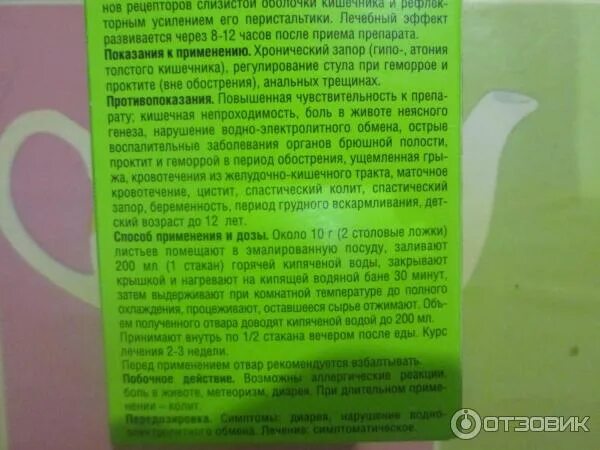 нов рецепторов слизистой оболочки кишечника и рефлек-
торным усилением его перистальтики. Лечебный эффект
развивается через 8-12 часов после приема препарата.
Показания к применению. Хронический запор (гипо-, атония
толстого кишечника), регулирование стула при геморрое и
проктите (вне обострения), анальных трещинах.
Противопоказания. Повышенная чувствительность к препа-
рату; кишечная непроходимость, боль в животе неясного
генеза, нарушение водно-электролитного обмена, острые
воспалительные заболевания органов брюшной полости,
проктит и геморрой в период обострения, ущемленная гры-
жа, кровотечения из желудочно-кишечного тракта, маточное
кровотечение, цистит, спастический колит, спастический
запор, беременность, период грудного вскармливания, дет-
ский возраст до 12 лет.
Способ применения и дозы. Около 10 г (2 столовые ложки)
листьев помещают в эмалированную посуду, заливают
200 мл (1 стакан) горячей кипяченой воды, закрывают
крышкой и нагревают на кипящей водяной бане 30 минут,
затем выдерживают при комнатной температуре до полного
охлаждения, процеживают, оставшееся сырье отжимают. Объ-
ем полученного отвара доводят кипяченой водой до 200 мл.
Принимают внутрь по 1/2 стакана вечером после еды. Курс
лечения 2-3 недели.
Перед применением отвар рекомендуется взбалтывать.
Побочное действие. Возможны аллергические реакции,
боль в животе, метеоризм, диарея. При длительном примене-
нии – колит.
Передозировка. Симптомы: диарея, нарушение водно-
электролитного обмена. Лечение: симптоматическое.
ОТЗОВИК